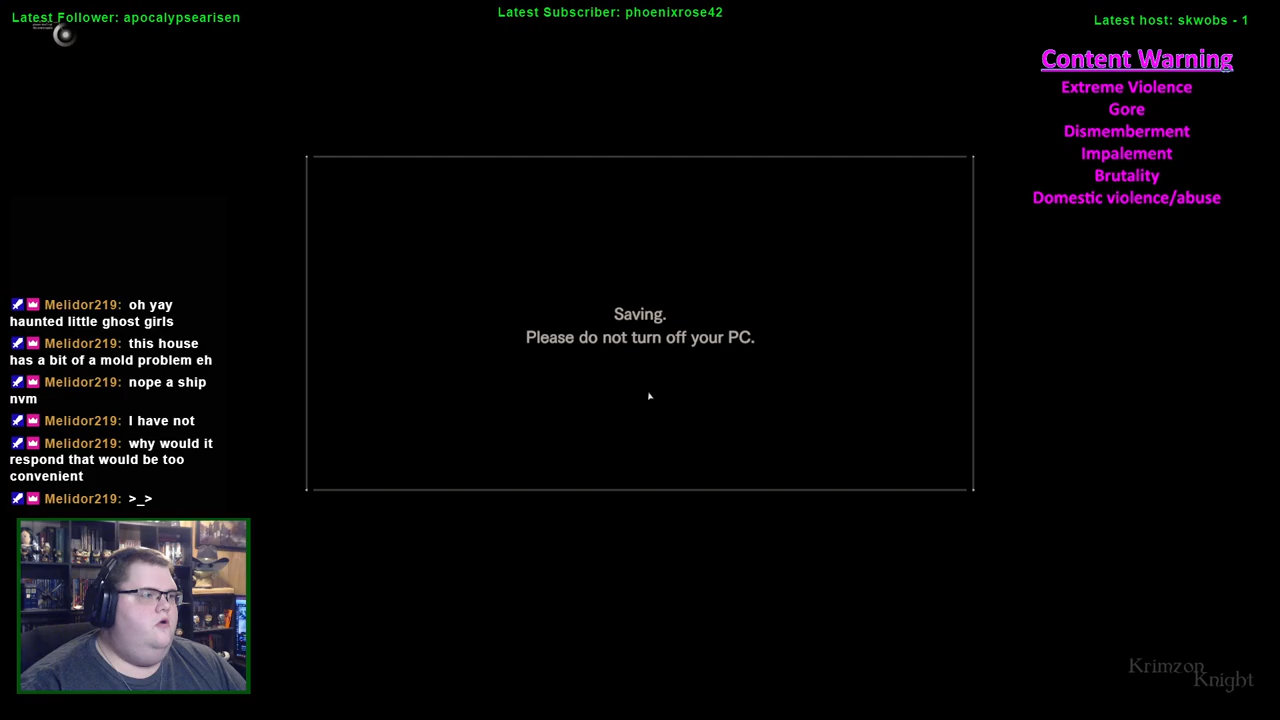 Latest Follower: apocalypsearisen
Latest Subscriber: phoenixrose42
Latest host: skwobs - 1
Content Warning
Extreme Violence
Gore
Dismemberment
Impalement
Brutality
Domestic violence/abuse
Saving.
Please do not turn off your PC.
Melidor219: oh yay
haunted little ghost girls
Melidor219: this house
has a bit of a mold problem eh
Melidor219: nope a ship
nvm
Melidor219: I have not
Melidor219: why would it
respond that would be too
convenient
Melidor219: >_>
Krimzon
Knight